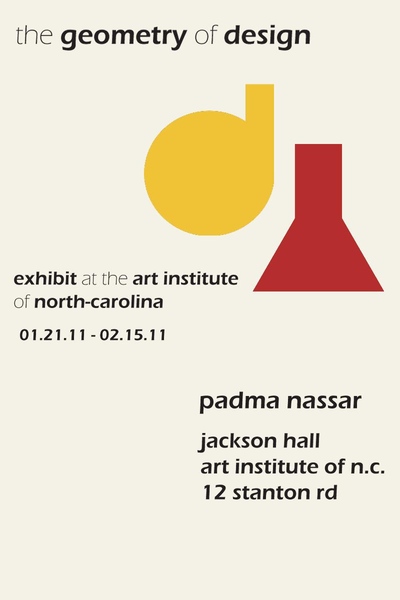 the geometry of design
exhibit at the art institute
of north-carolina
01.21.11 - 02.15.11
padma nassar
jackson hall
art institute of n.c.
12 stanton rd